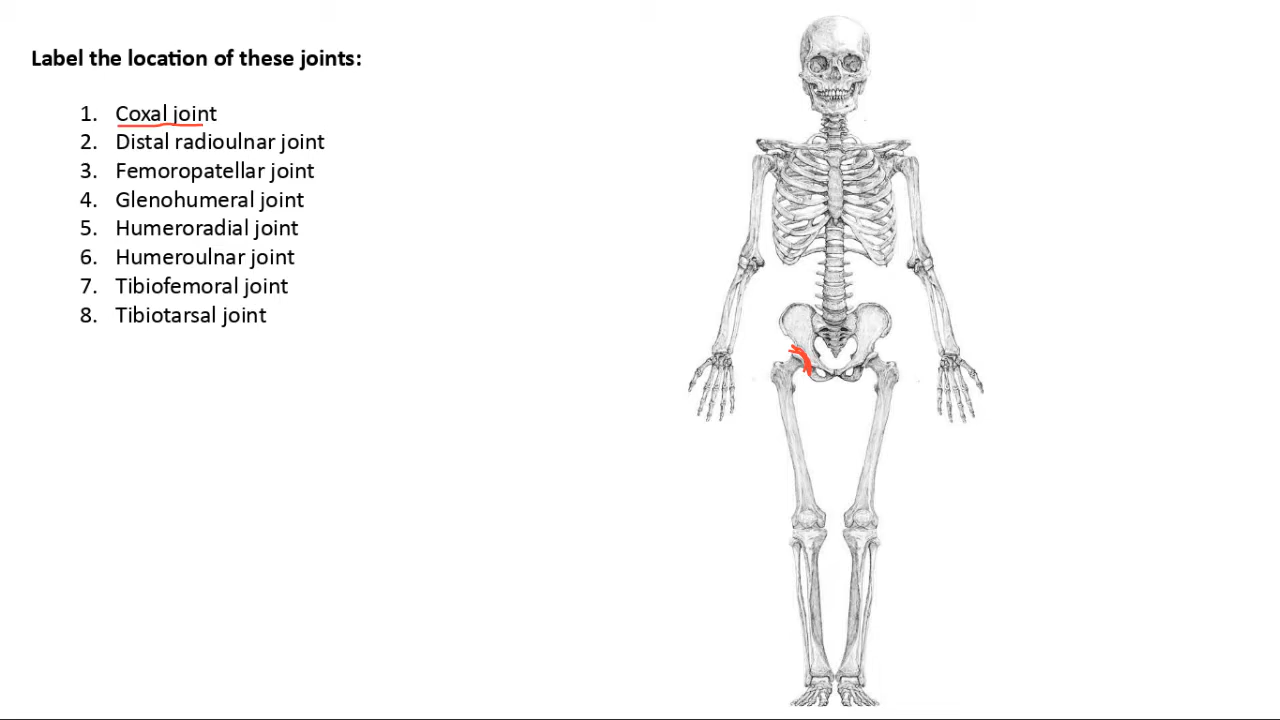 Label the location of these joints:
1. Coxal joint
2. Distal radioulnar joint
3. Femoropatellar joint
4. Glenohumeral joint
5. Humeroradial joint
6. Humeroulnar joint
7. Tibiofemoral joint
8. Tibiotarsal joint